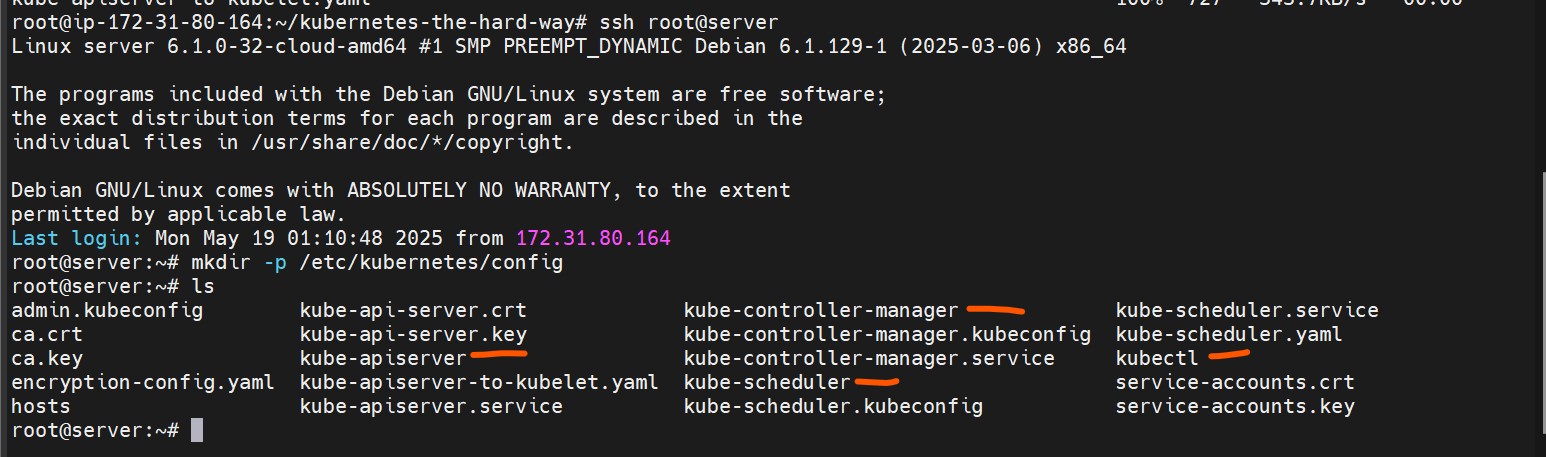 kube-apiserver-to-kubelet.yaml 100% 727 343.7KB/s 00:00
root@ip-172-31-80-164:~/kubernetes-the-hard-way# ssh root@server
Linux server 6.1.0-32-cloud-amd64 #1 SMP PREEMPT_DYNAMIC Debian 6.1.129-1 (2025-03-06) x86_64
The programs included with the Debian GNU/Linux system are free software;
the exact distribution terms for each program are described in the
individual files in /usr/share/doc/*/copyright.
Debian GNU/Linux comes with ABSOLUTELY NO WARRANTY, to the extent
permitted by applicable law.
Last login: Mon May 19 01:10:48 2025 from 172.31.80.164
root@server:~# mkdir -p /etc/kubernetes/config
root@server:~# ls
admin.kubeconfig kube-api-server.crt kube-controller-manager kube-scheduler.service
ca.crt kube-api-server.key kube-controller-manager.kubeconfig kube-scheduler.yaml
ca.key kube-apiserver kube-controller-manager.service kubectl
encryption-config.yaml kube-apiserver-to-kubelet.yaml kube-scheduler service-accounts.crt
hosts kube-apiserver.service kube-scheduler.kubeconfig service-accounts.key
root@server:~#